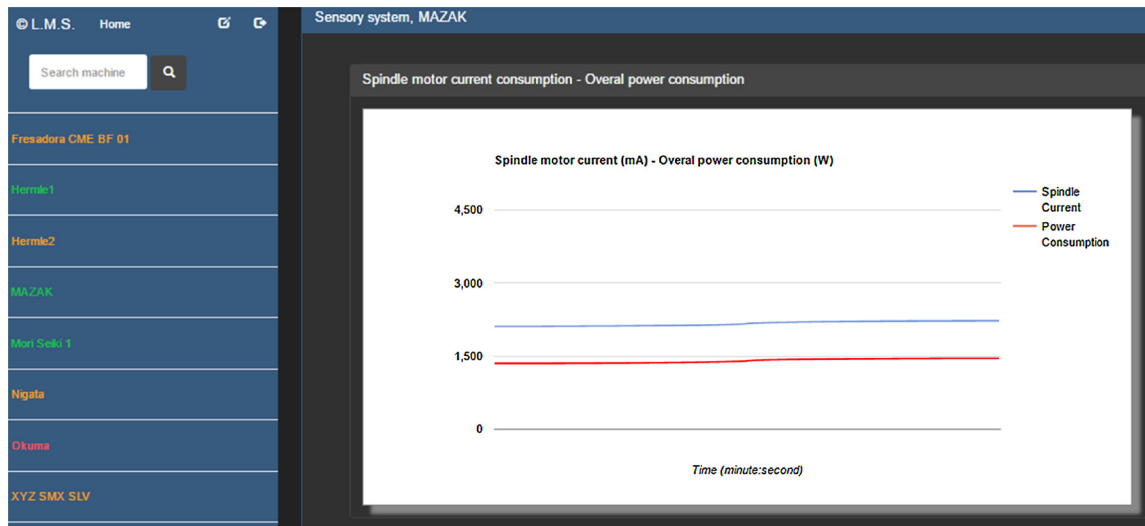 © L.M.S. Home
Search machine
Fresadora CME BF 01
Hermle1
Hermle2
MAZAK
Mori Seiki 1
Nigata
Okuma
XYZ SMX SLV
Sensory system, MAZAK
Spindle motor current consumption - Overal power consumption
Spindle motor current (mA) - Overal power consumption (W)
4,500
3,000
1,500
0
Spindle
Current
Power
Consumption
Time (minute:second)